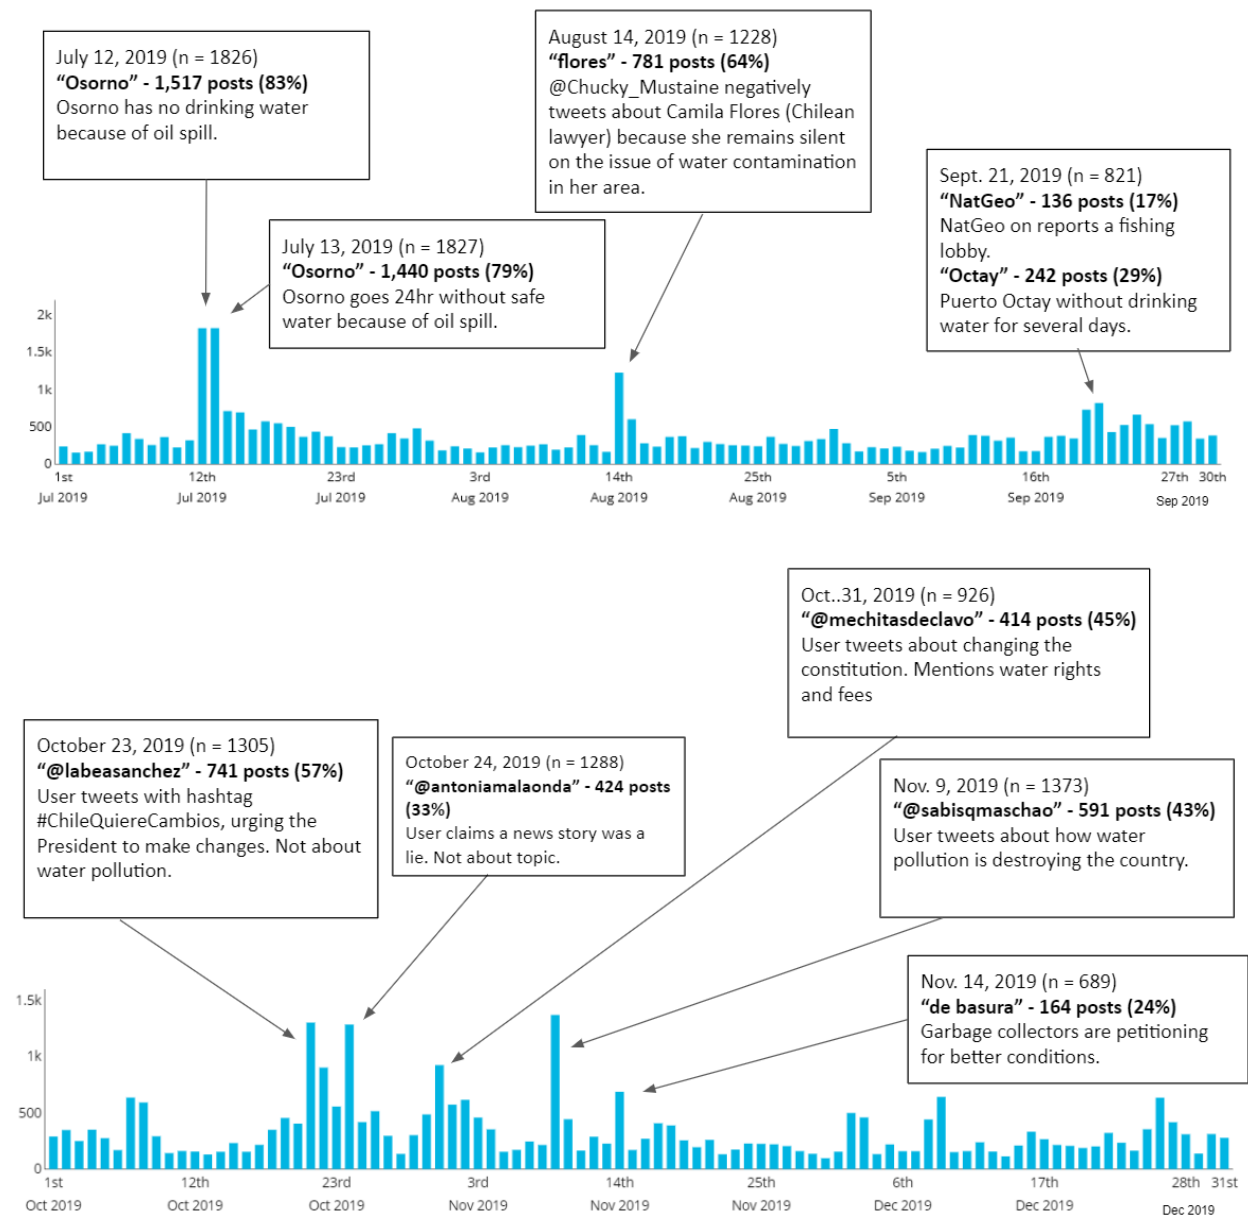 July 12, 2019 (n = 1826)
“Osorno” - 1,517 posts (83%)
Osorno has no drinking water
because of oil spill.
August 14, 2019 (n = 1228)
“flores” - 781 posts (64%)
@Chucky_Mustaine negatively
tweets about Camila Flores (Chilean
lawyer) because she remains silent
on the issue of water contamination
in her area.
Sept. 21, 2019 (n = 821)
“NatGeo” - 136 posts (17%)
NatGeo on reports a fishing
lobby.
“Octay” - 242 posts (29%)
Puerto Octay without drinking
water for several days.
July 13, 2019 (n = 1827)
“Osorno” - 1,440 posts (79%)
Osorno goes 24hr without safe
water because of oil spill.
2k
1.5k
1k
500
0
1st 12th 23rd 3rd 14th 25th 5th 16th 27th 30th
Jul 2019 Jul 2019 Jul 2019 Aug 2019 Aug 2019 Aug 2019 Sep 2019 Sep 2019 Sep 2019
Oct..31, 2019 (n = 926)
“@mechitasdeclavo” - 414 posts (45%)
User tweets about changing the
constitution. Mentions water rights
and fees
October 23, 2019 (n = 1305)
“@labeasanchez” - 741 posts (57%)
User tweets with hashtag
#ChileQuiereCambios, urging the
President to make changes. Not about
water pollution.
October 24, 2019 (n = 1288)
“@antoniamalaonda” - 424 posts
(33%)
User claims a news story was a
lie. Not about topic.
Nov. 9, 2019 (n = 1373)
“@sabisqmaschao” - 591 posts (43%)
User tweets about how water
pollution is destroying the country.
Nov. 14, 2019 (n = 689)
“de basura” - 164 posts (24%)
Garbage collectors are petitioning
for better conditions.
1.5k
1k
500
0
1st 12th 23rd 3rd 14th 25th 6th 17th 28th 31st
Oct 2019 Oct 2019 Oct 2019 Nov 2019 Nov 2019 Nov 2019 Dec 2019 Dec 2019 Dec 2019